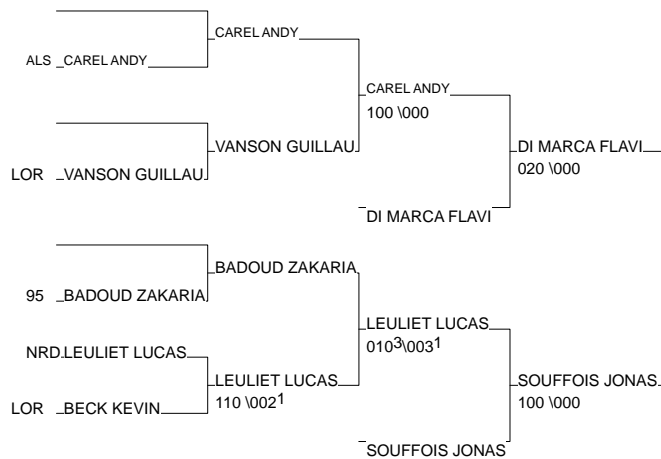 CAREL ANDY
ALS CAREL ANDY
CAREL ANDY
100 \000
VANSON GUILLAU
DI MARCA FLAVI
020 \000
LOR VANSON GUILLAU
DI MARCA FLAVI
BADOUD ZAKARIA
95 BADOUD ZAKARIA
LEULIET LUCAS
010³\003¹
NRD LEULIET LUCAS
LEULIET LUCAS
110 \002¹
SOUFFOIS JONAS
100 \000
LOR BECK KEVIN
SOUFFOIS JONAS